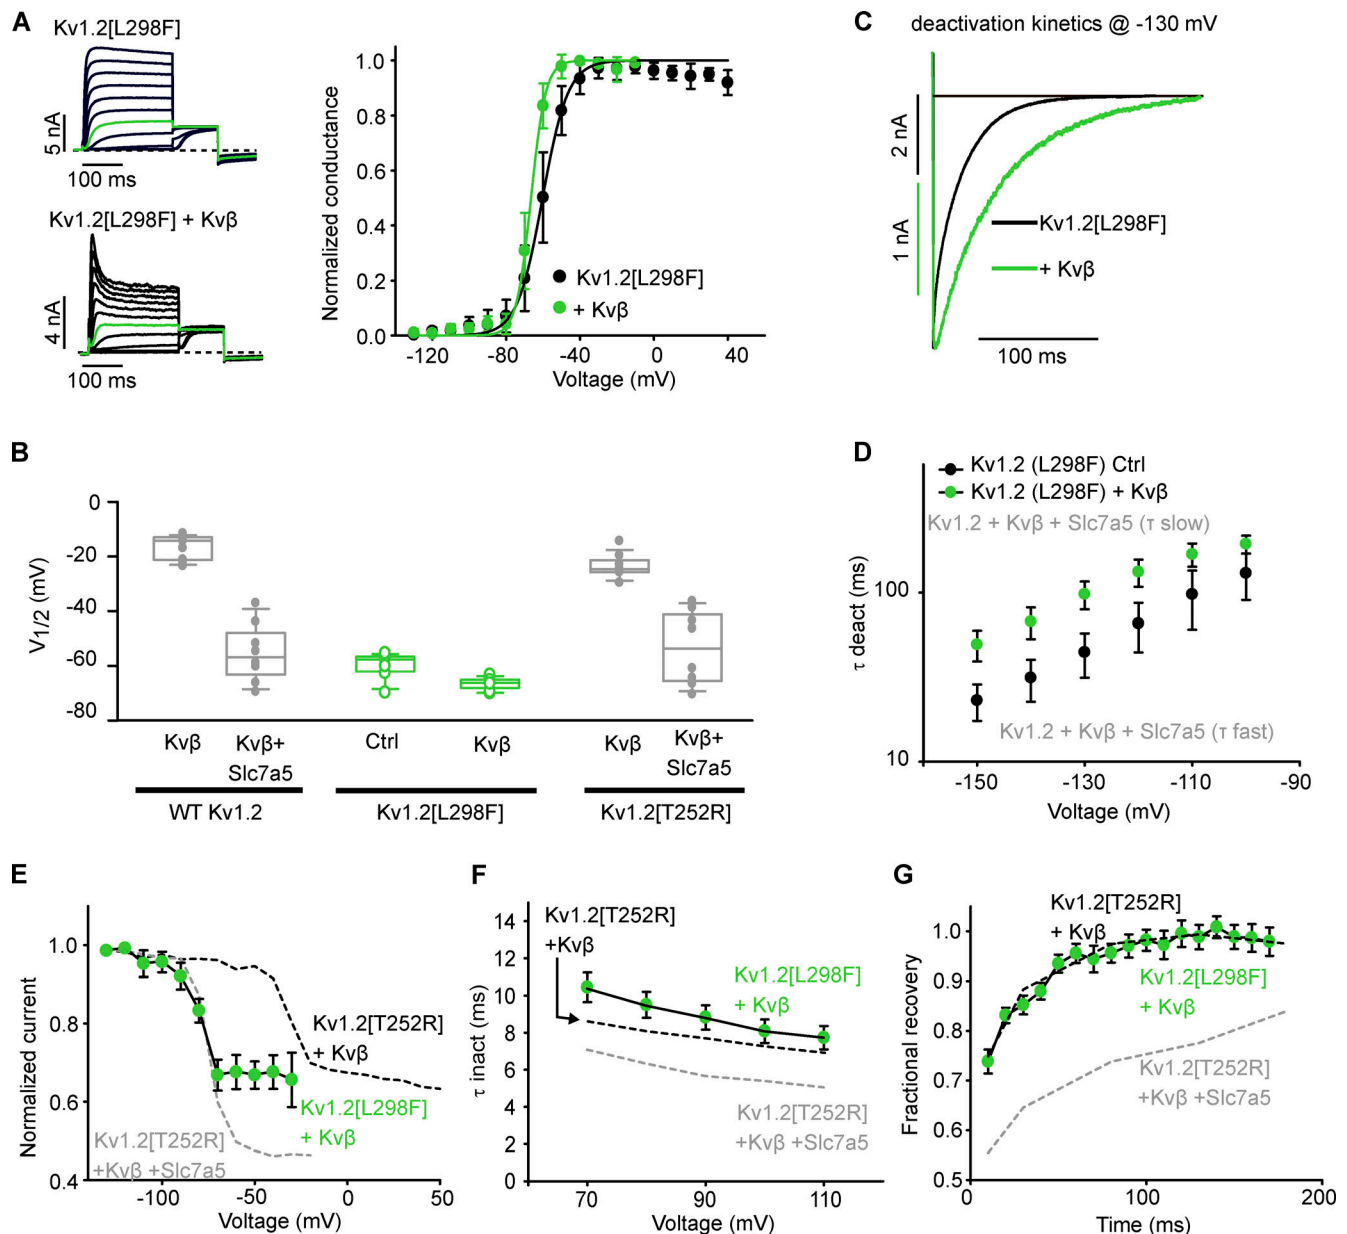 A
Kv1.2[L298F]
5 nA
100 ms
Kv1.2[L298F] + Kvβ
4 nA
100 ms
Normalized conductance
1.0
0.8
0.6
0.4
0.2
0.0
-120
-80
-40
0
40
Voltage (mV)
Kv1.2[L298F]
+ Kvβ
C
deactivation kinetics @ -130 mV
2 nA
1 nA
Kv1.2[L298F]
+ Kvβ
100 ms
B
V1/2 (mV)
0
-20
-40
-60
-80
Kvβ
Kvβ+
Slc7a5
Ctrl
Kvβ
Kvβ
Kvβ+
Slc7a5
WT Kv1.2
Kv1.2[L298F]
Kv1.2[T252R]
D
Kv1.2 (L298F) Ctrl
Kv1.2 (L298F) + Kvβ
Kv1.2 + Kvβ + Slc7a5 (τ slow)
τ deact (ms)
100
10
Kv1.2 + Kvβ + Slc7a5 (τ fast)
-150
-130
-110
-90
Voltage (mV)
E
Normalized current
1.0
0.8
0.6
0.4
Kv1.2[T252R]
+ Kvβ
Kv1.2[L298F]
+ Kvβ
Kv1.2[T252R]
+Kvβ +Slc7a5
-100
-50
0
50
Voltage (mV)
F
τ inact (ms)
14
12
10
8
6
4
2
0
Kv1.2[T252R]
+Kvβ
Kv1.2[L298F]
+ Kvβ
Kv1.2[T252R]
+Kvβ +Slc7a5
70
90
110
Voltage (mV)
G
Fractional recovery
1.0
0.9
0.8
0.7
0.6
0.5
Kv1.2[T252R]
+ Kvβ
Kv1.2[L298F]
+ Kvβ
Kv1.2[T252R]
+Kvβ +Slc7a5
0
100
200
Time (ms)